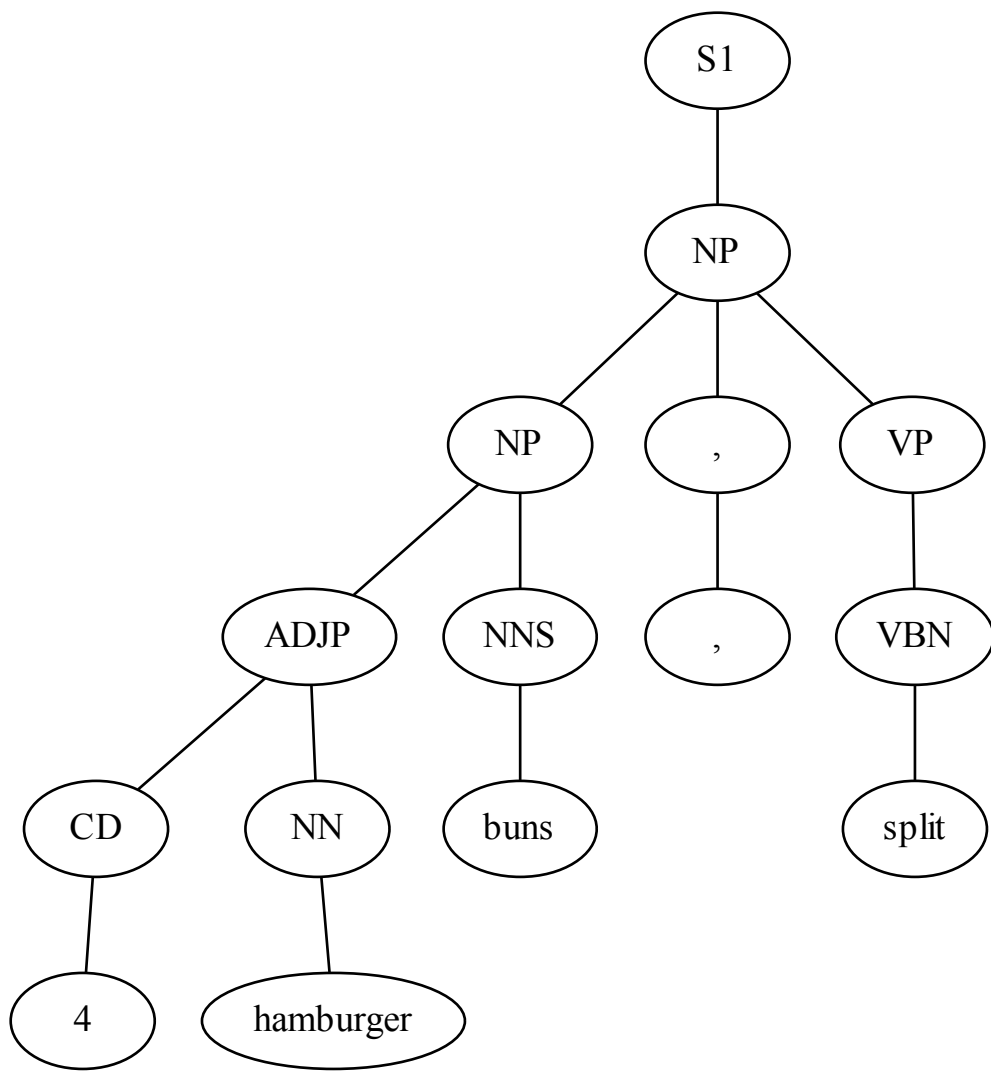 S1
NP
NP , VP
ADJP NNS , VBN
CD NN buns split
4 hamburger